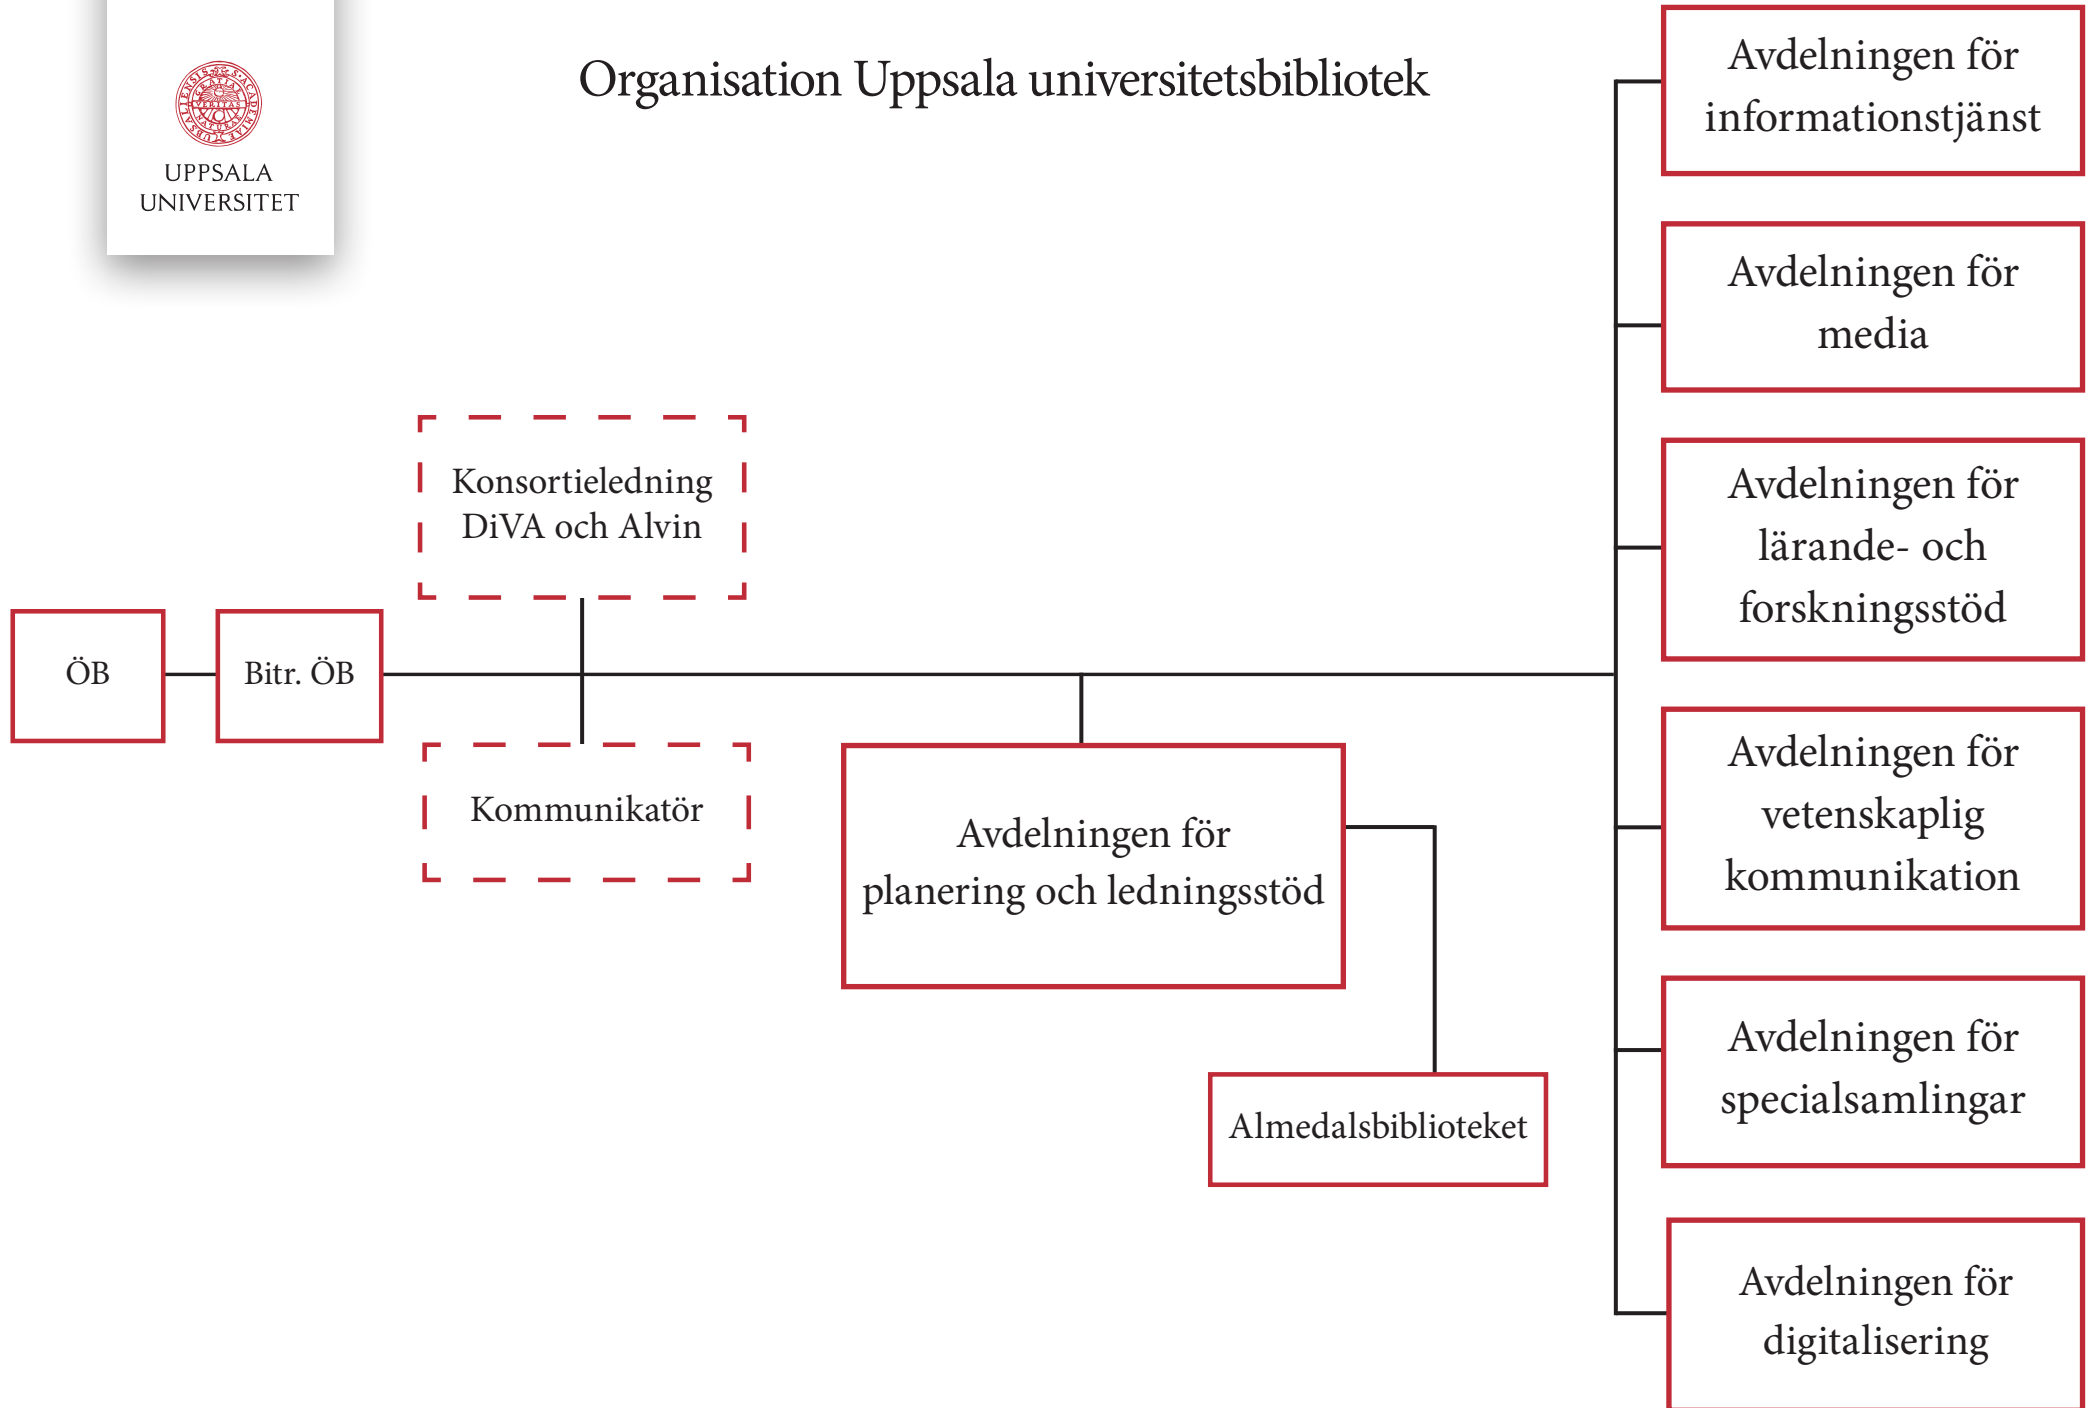 UPPSALA
UNIVERSITET
Organisation Uppsala universitetsbibliotek
ÖB
Bitr. ÖB
Konsortieledning
DiVA och Alvin
Kommunikatör
Avdelningen för
planering och ledningsstöd
Almedalsbiblioteket
Avdelningen för
informationstjänst
Avdelningen för
media
Avdelningen för
lärande- och
forskningsstöd
Avdelningen för
vetenskaplig
kommunikation
Avdelningen för
specialsamlingar
Avdelningen för
digitalisering